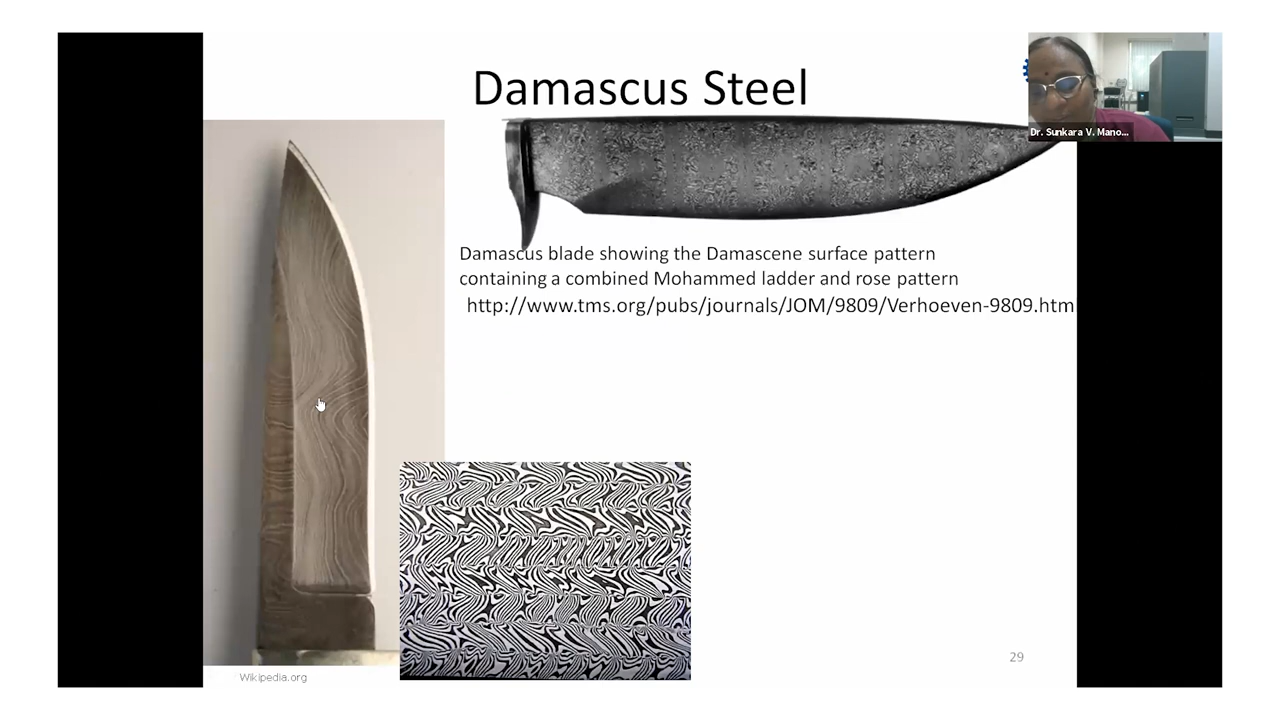 Damascus Steel
Dr. Sunkara V. Mano...
Damascus blade showing the Damascene surface pattern
containing a combined Mohammed ladder and rose pattern
http://www.tms.org/pubs/journals/JOM/9809/Verhoeven-9809.htm
29
Wikipedia.org